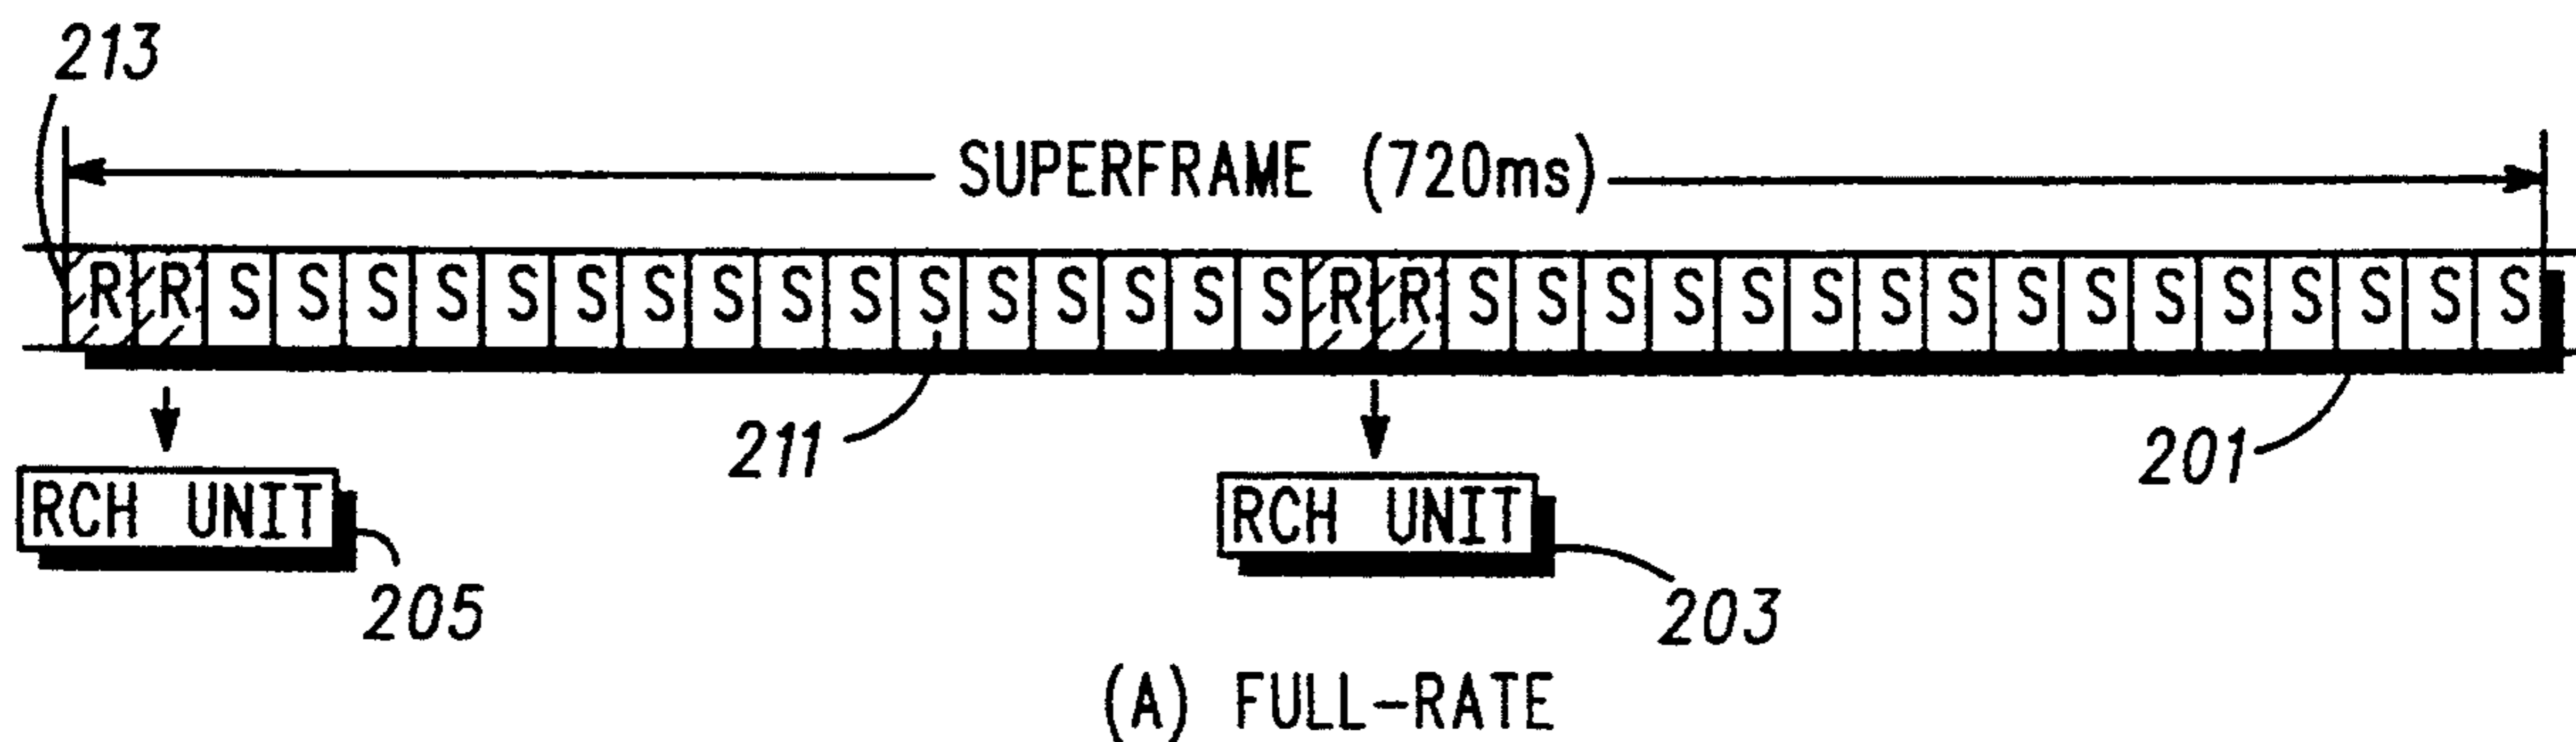 213
SUPERFRAME (720ms)
R R S S S S S S S S S S S S S S S S R R S S S S S S S S S S S S S S S S
211
201
RCH UNIT
RCH UNIT
205
203
(A) FULL-RATE